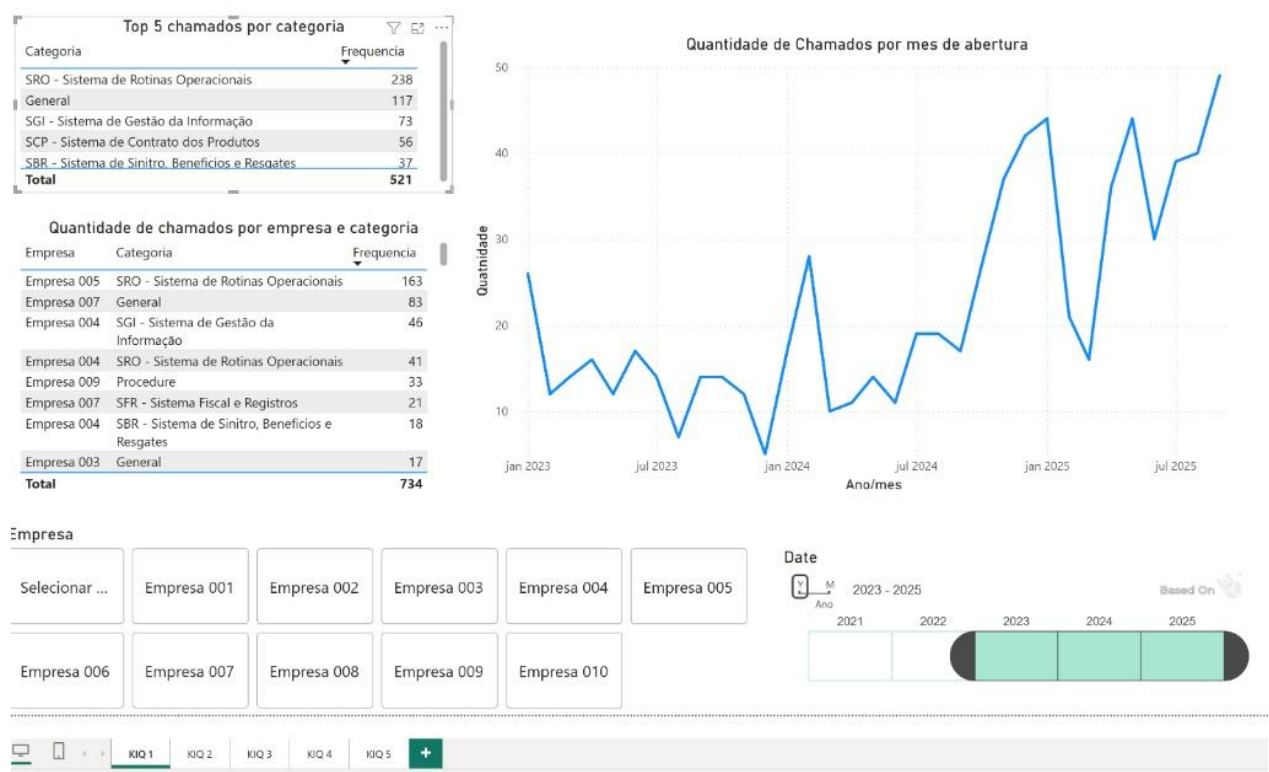 Top 5 chamados por categoria
Categoria Frequencia
SRO - Sistema de Rotinas Operacionais 238
General 117
SGI - Sistema de Gestão da Informação 73
SCP - Sistema de Contrato dos Produtos 56
SBR - Sistema de Sinitro, Beneficios e Resgates 37
Total 521
Quantidade de chamados por empresa e categoria
Empresa Categoria Frequencia
Empresa 005 SRO - Sistema de Rotinas Operacionais 163
Empresa 007 General 83
Empresa 004 SGI - Sistema de Gestão da 46
Informação
Empresa 004 SRO - Sistema de Rotinas Operacionais 41
Empresa 009 Procedure 33
Empresa 007 SFR - Sistema Fiscal e Registros 21
Empresa 004 SBR - Sistema de Sinitro, Beneficios e 18
Resgates
Empresa 003 General 17
Total 734
Quantidade de Chamados por mes de abertura
Quatnidade
50
40
30
20
10
jan 2023 jul 2023 jan 2024 jul 2024 jan 2025 jul 2025
Ano/mes
Empresa
Selecionar ... Empresa 001 Empresa 002 Empresa 003 Empresa 004 Empresa 005
Empresa 006 Empresa 007 Empresa 008 Empresa 009 Empresa 010
Date
Y M 2023 - 2025 Based On
Ano
2021 2022 2023 2024 2025
KIQ 1 KIQ 2 KIQ 3 KIQ 4 KIQ 5 +